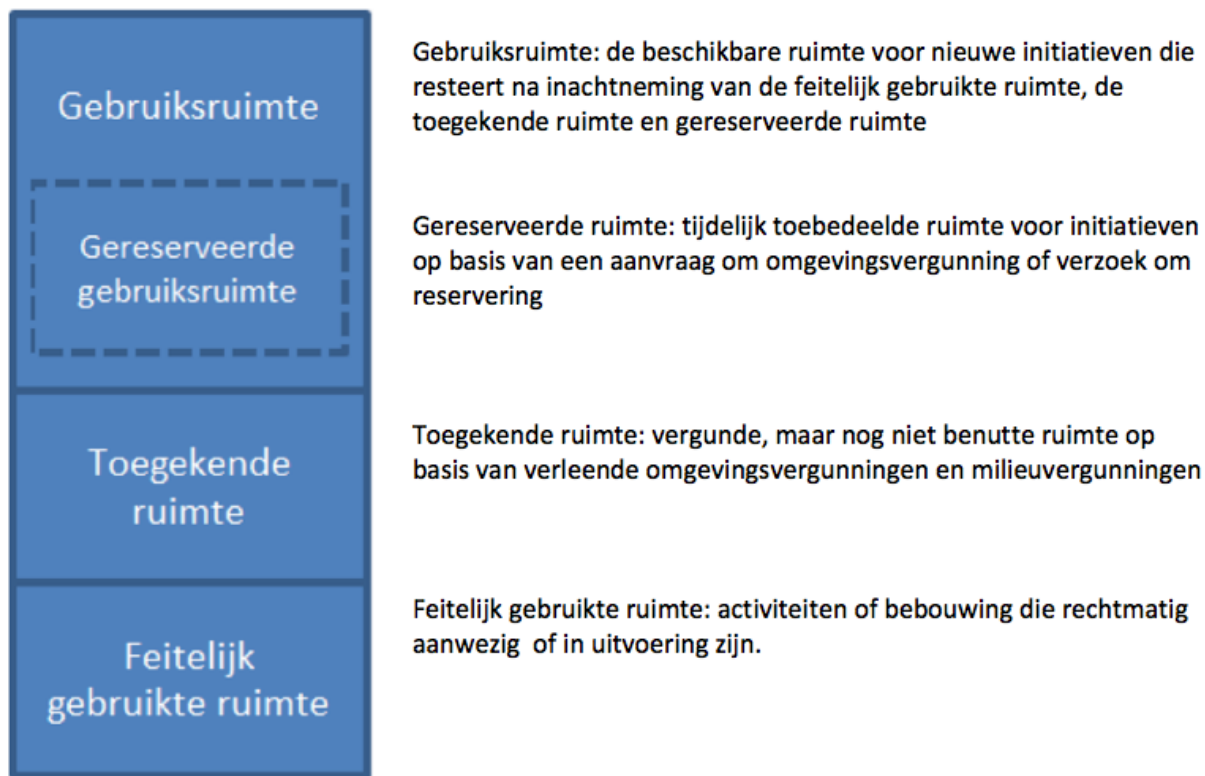 Gebruiksruimte
Gebruiksruimte: de beschikbare ruimte voor nieuwe initiatieven die
resteert na inachtneming van de feitelijk gebruikte ruimte, de
toegekende ruimte en gereserveerde ruimte
Gereserveerde
gebruiksruimte
Gereserveerde ruimte: tijdelijk toebedeelde ruimte voor initiatieven
op basis van een aanvraag om omgevingsvergunning of verzoek om
reservering
Toegekende
ruimte
Toegekende ruimte: vergunde, maar nog niet benutte ruimte op
basis van verleende omgevingsvergunningen en milieuvergunningen
Feitelijk
gebruikte ruimte
Feitelijk gebruikte ruimte: activiteiten of bebouwing die rechtmatig
aanwezig of in uitvoering zijn.